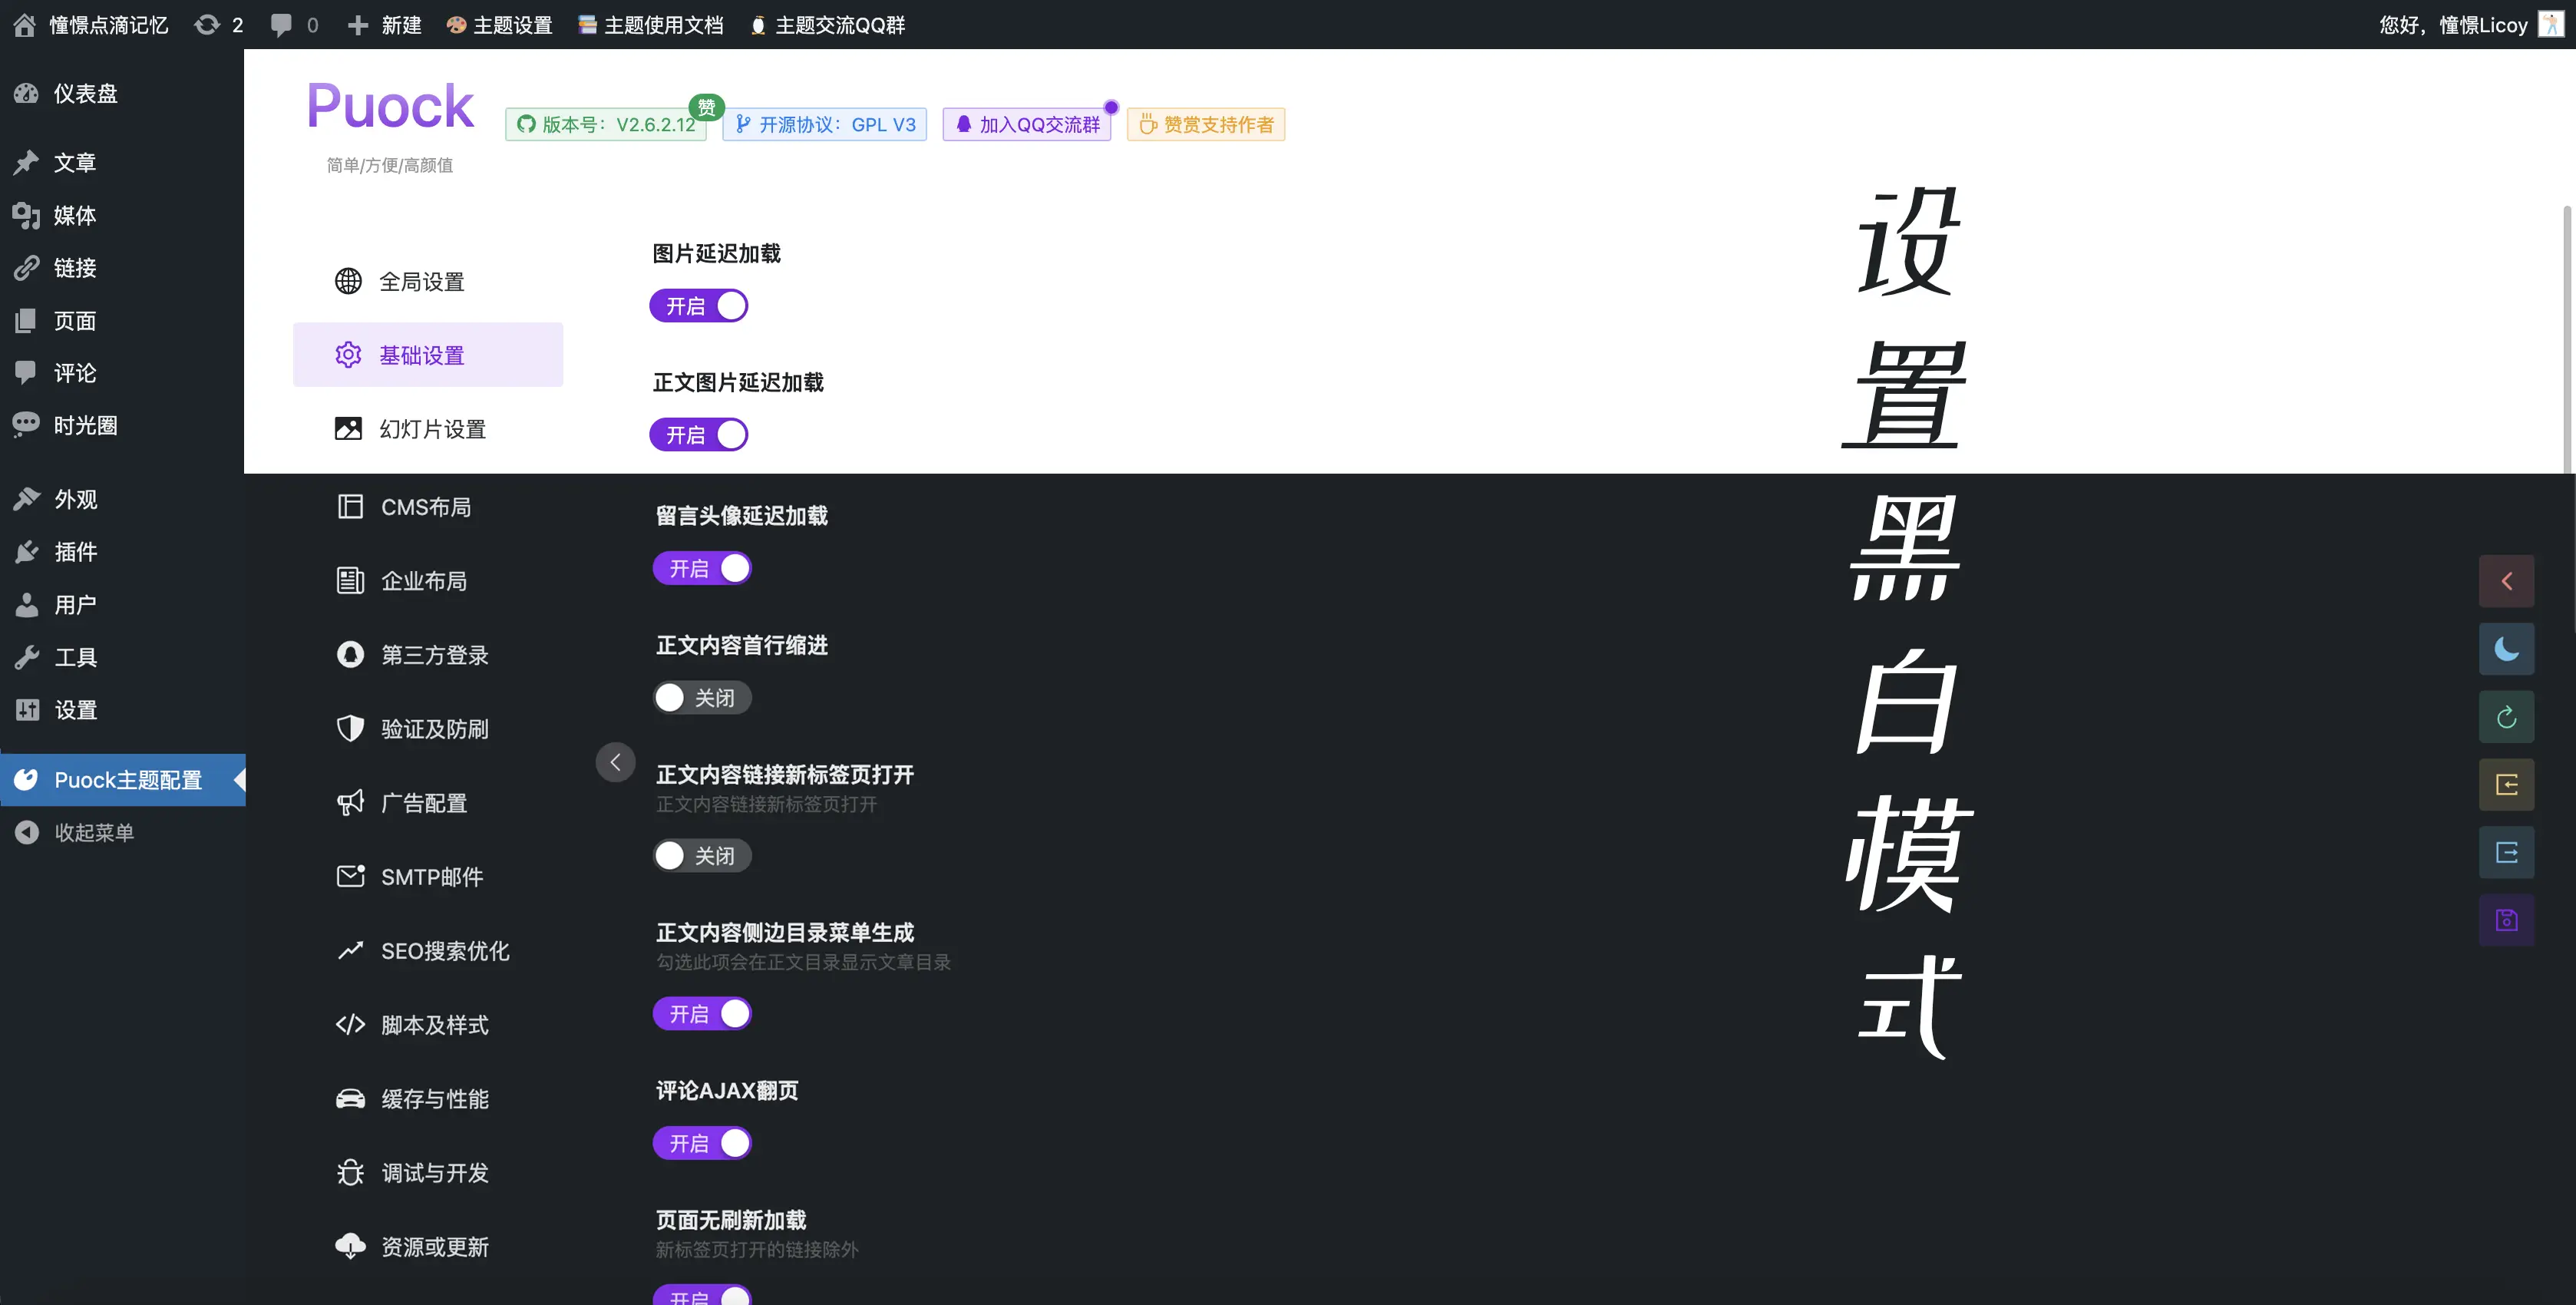 憧憬点滴记忆 2 0 新建 主题设置 主题使用文档 主题交流QQ群 您好，憧憬Licoy
仪表盘
文章
媒体
链接
页面
评论
时光圈
外观
插件
用户
工具
设置
Puock主题配置
收起菜单
Puock
简单/方便/高颜值
版本号：V2.6.2.12
赞
开源协议：GPL V3
加入QQ交流群
赞赏支持作者
全局设置
基础设置
幻灯片设置
CMS布局
企业布局
第三方登录
验证及防刷
广告配置
SMTP邮件
SEO搜索优化
脚本及样式
缓存与性能
调试与开发
资源或更新
图片延迟加载
开启
正文图片延迟加载
开启
留言头像延迟加载
开启
正文内容首行缩进
关闭
正文内容链接新标签页打开
正文内容链接新标签页打开
关闭
正文内容侧边目录菜单生成
勾选此项会在正文目录显示文章目录
开启
评论AJAX翻页
开启
页面无刷新加载
新标签页打开的链接除外
开启
设置黑白模式